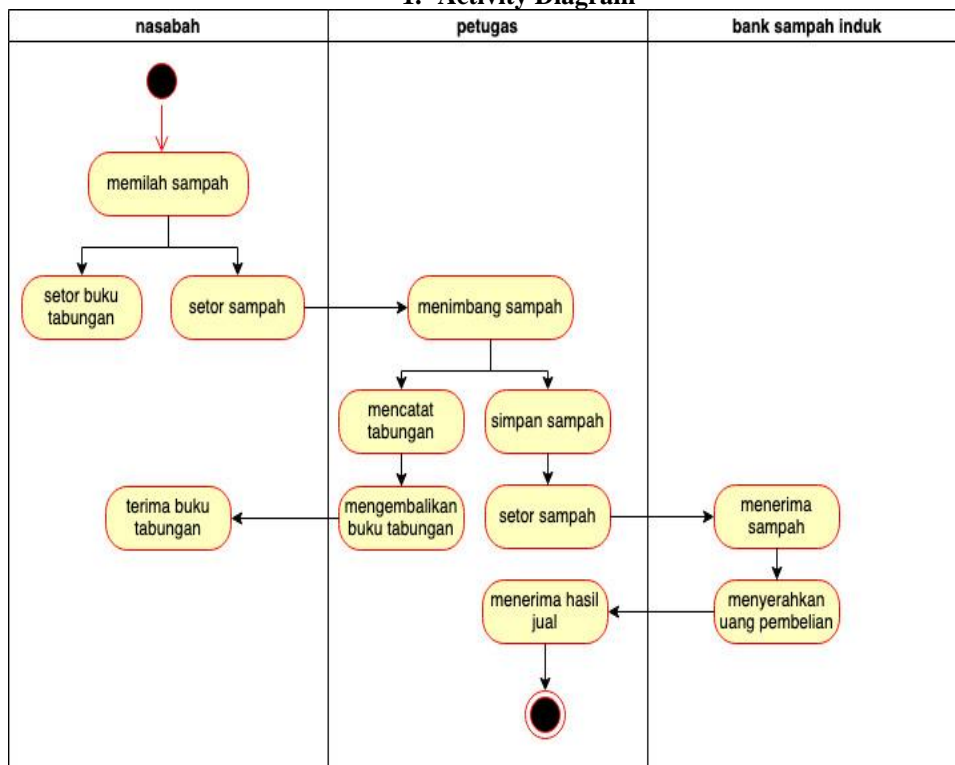 1. Activity Diagram
nasabah
petugas
bank sampah induk
memilah sampah
setor buku
tabungan
setor sampah
menimbang sampah
mencatat
tabungan
simpan sampah
terima buku
tabungan
mengembalikan
buku tabungan
setor sampah
menerima
sampah
menerima hasil
jual
menyerahkan
uang pembelian